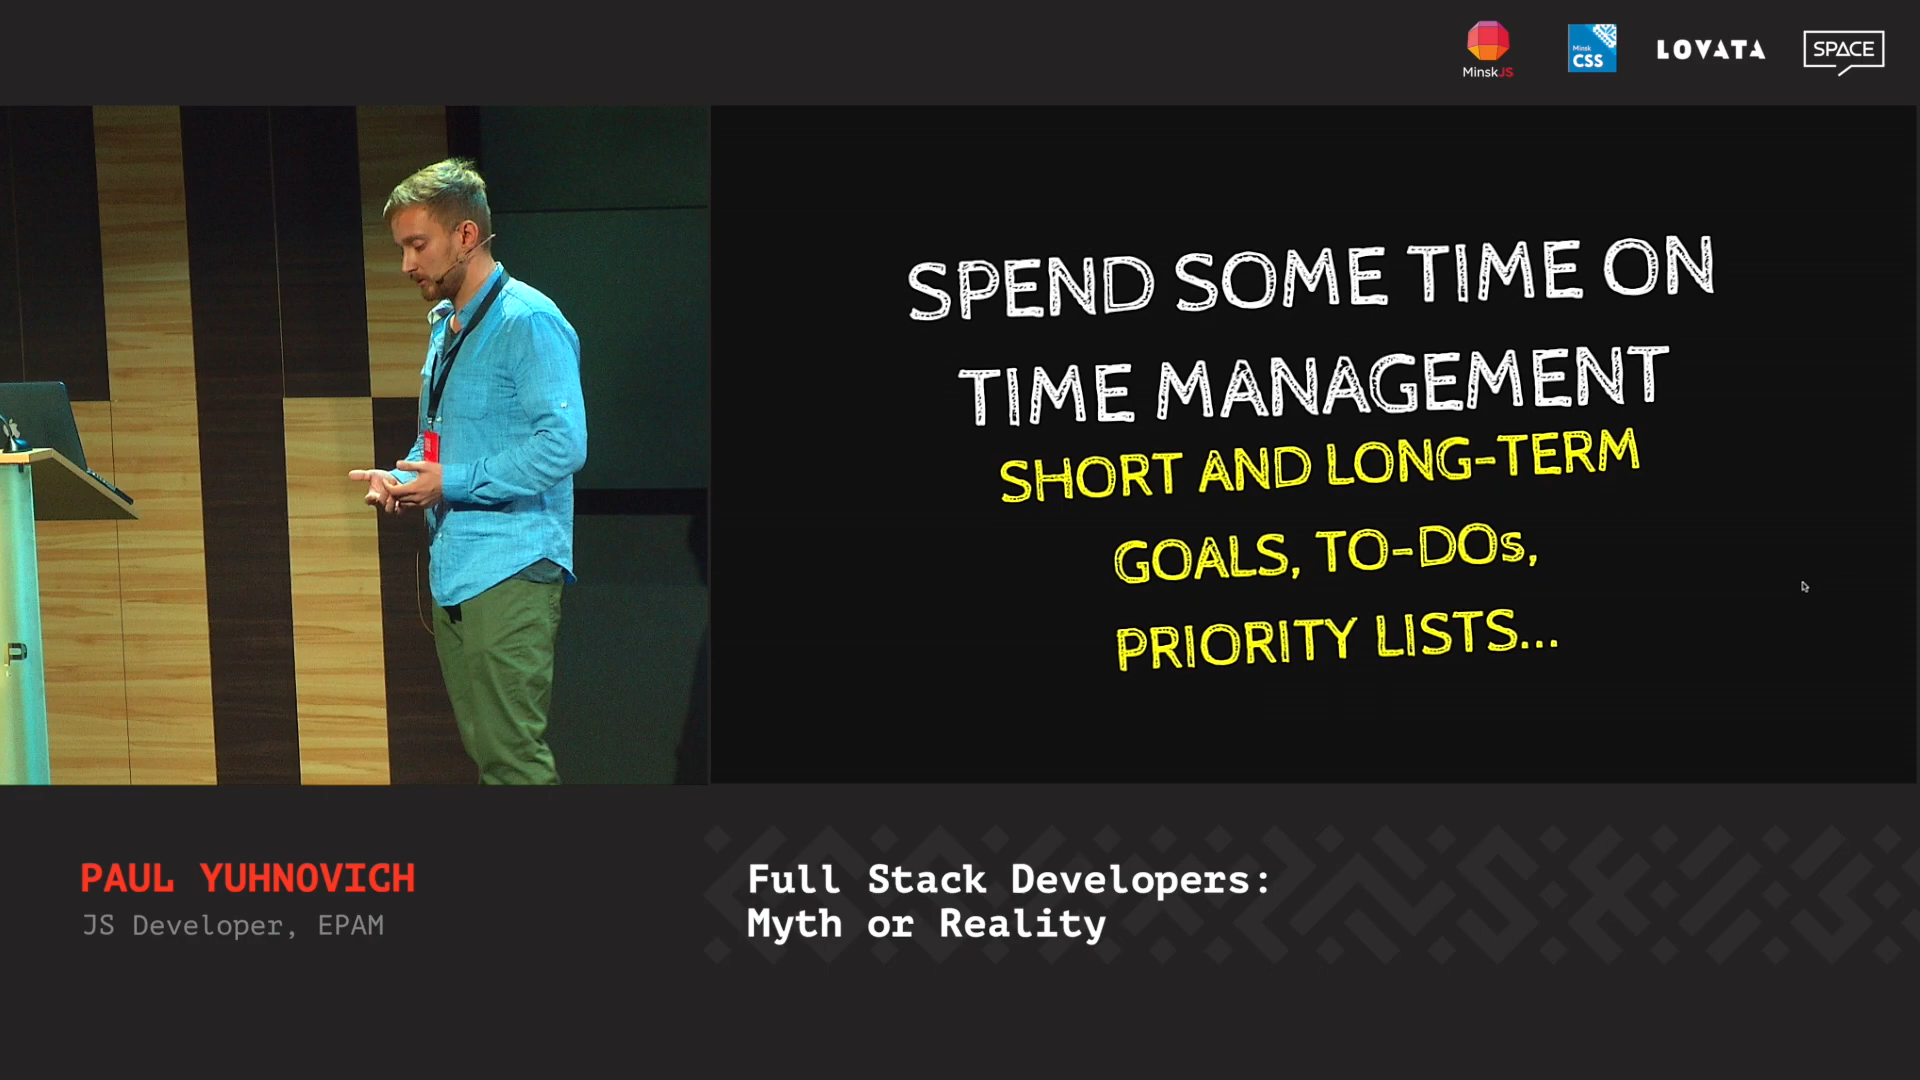 MinskJS
Minsk
CSS
LOVATA
SPACE
SPEND SOME TIME ON
TIME MANAGEMENT
SHORT AND LONG-TERM
GOALS, TO-DOs,
PRIORITY LISTS...
PAUL YUHNOVICH
JS Developer, EPAM
Full Stack Developers:
Myth or Reality